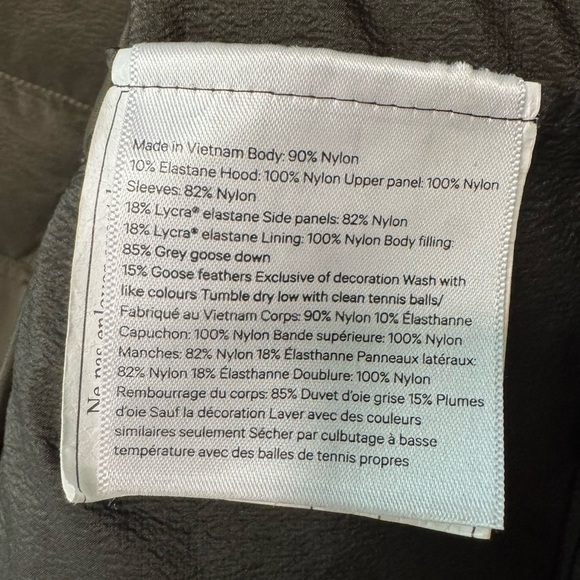 Made in Vietnam Body: 90% Nylon
10% Elastane Hood: 100% Nylon Upper panel: 100% Nylon
Sleeves: 82% Nylon
18% Lycra® elastane Side panels: 82% Nylon
18% Lycra® elastane Lining: 100% Nylon Body filling:
85% Grey goose down
15% Goose feathers Exclusive of decoration Wash with
like colours Tumble dry low with clean tennis balls/
Fabriqué au Vietnam Corps: 90% Nylon 10% Élasthanne
Capuchon: 100% Nylon Bande supérieure: 100% Nylon
Manches: 82% Nylon 18% Élasthanne Panneaux latéraux:
82% Nylon 18% Élasthanne Doublure: 100% Nylon
Rembourrage du corps: 85% Duvet d'oie grise 15% Plumes
d'oie Sauf la décoration Laver avec des couleurs
similaires seulement Sécher par culbutage à basse
température avec des balles de tennis propres
Ne pas